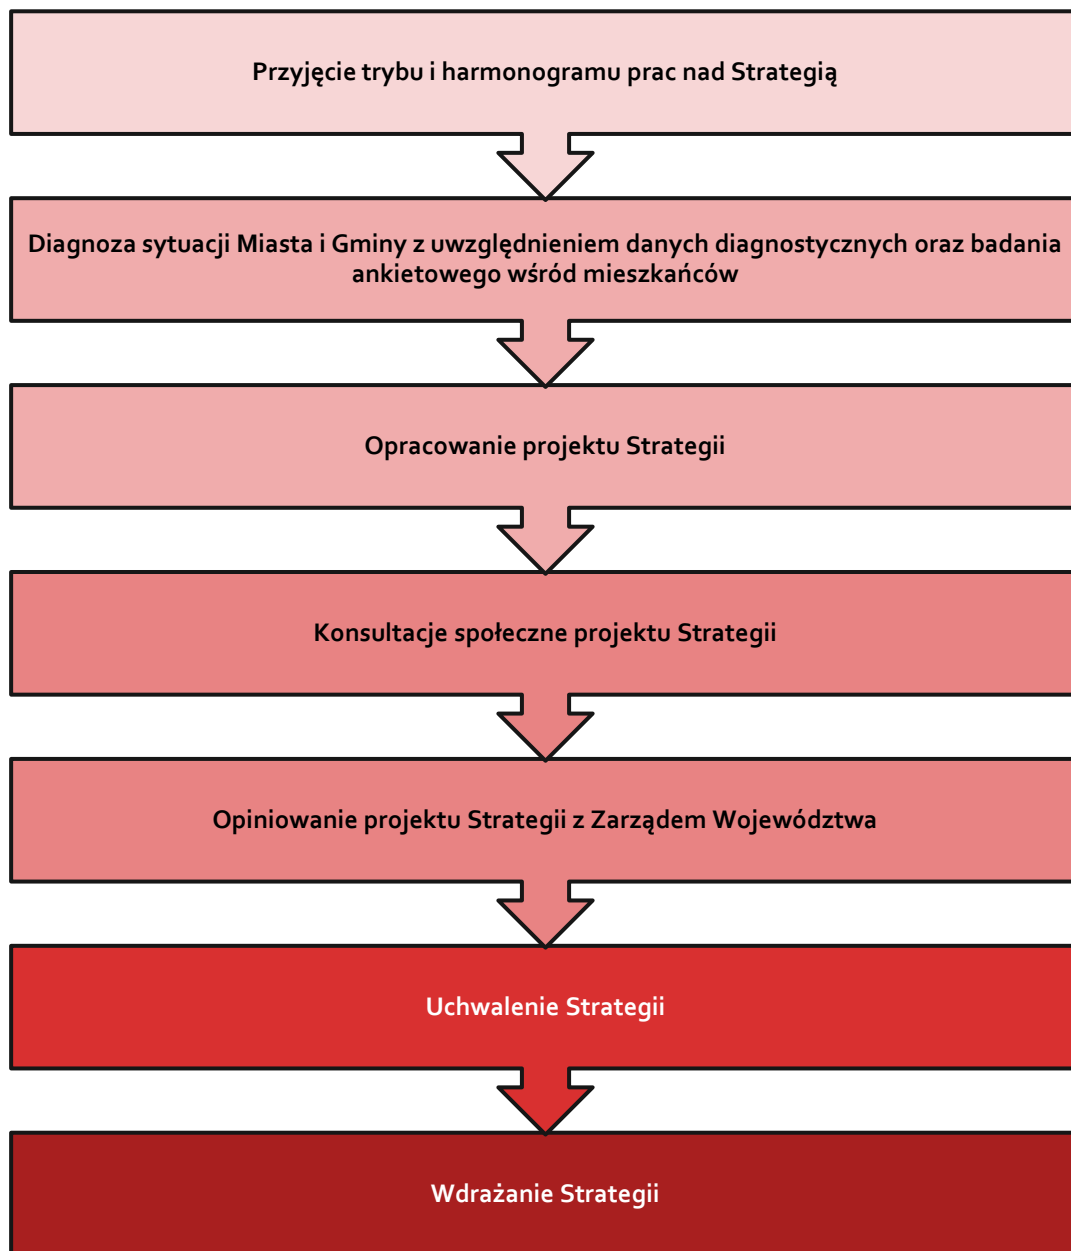 Przyjęcie trybu i harmonogramu prac nad Strategią
Diagnoza sytuacji Miasta i Gminy z uwzględnieniem danych diagnostycznych oraz badania
ankietowego wśród mieszkańców
Opracowanie projektu Strategii
Konsultacje społeczne projektu Strategii
Opiniowanie projektu Strategii z Zarządem Województwa
Uchwalenie Strategii
Wdrażanie Strategii